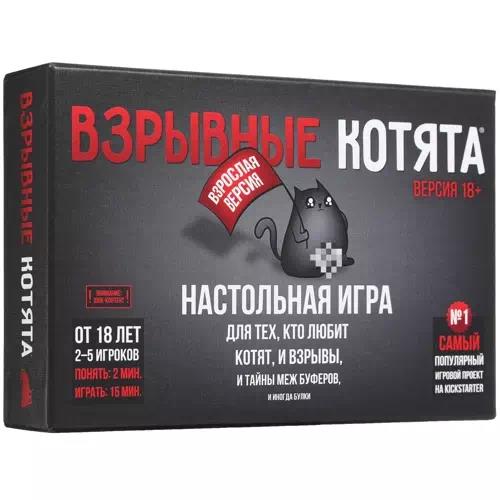 ВЗРЫВНЫЕ КОТЯТА
ВЗРЫВНЫЕ КОТЯТА®
ВЕРСИЯ 18+
ВЗРОСЛАЯ
ВЕРСИЯ
НАСТОЛЬНАЯ ИГРА
ДЛЯ ТЕХ, КТО ЛЮБИТ
КОТЯТ, И ВЗРЫВЫ,
И ТАЙНЫ МЕЖ БУФЕРОВ,
И ИНОГДА БУЛКИ
ВНИМАНИЕ:
ОТ 18 ЛЕТ
2–5 ИГРОКОВ
ПОНЯТЬ: 2 МИН.
ИГРАТЬ: 15 МИН.
№1
САМЫЙ
ПОПУЛЯРНЫЙ
ИГРОВОЙ ПРОЕКТ
НА KICKSTARTER